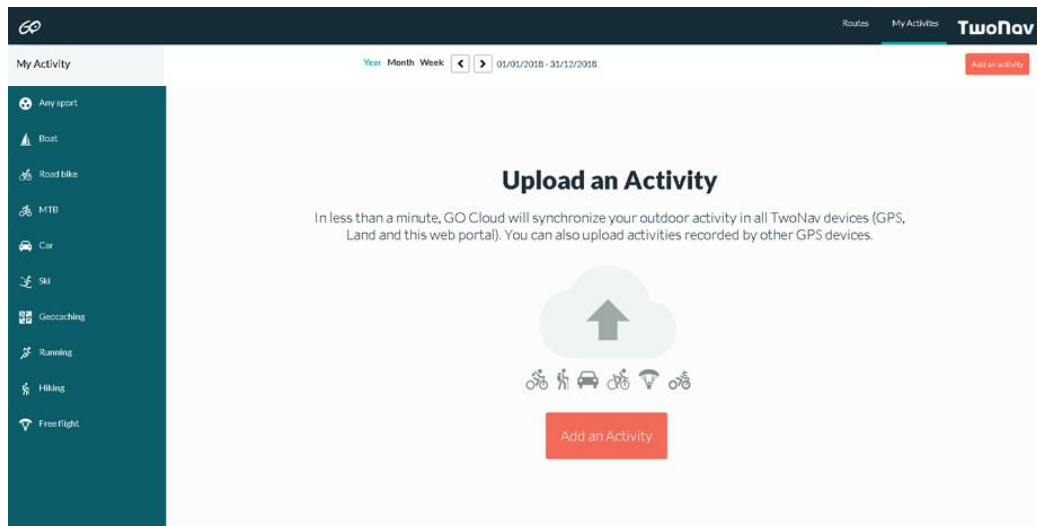 GO
Routes My Activites TwoNav
My Activity
Year Month Week 01/01/2018 - 31/12/2018
Add an activity
Any sport
Boat
Road bike
MTB
Car
Ski
Geocaching
Running
Hiking
Free flight
Upload an Activity
In less than a minute, GO Cloud will synchronize your outdoor activity in all TwoNav devices (GPS,
Land and this web portal). You can also upload activities recorded by other GPS devices.
Add an Activity